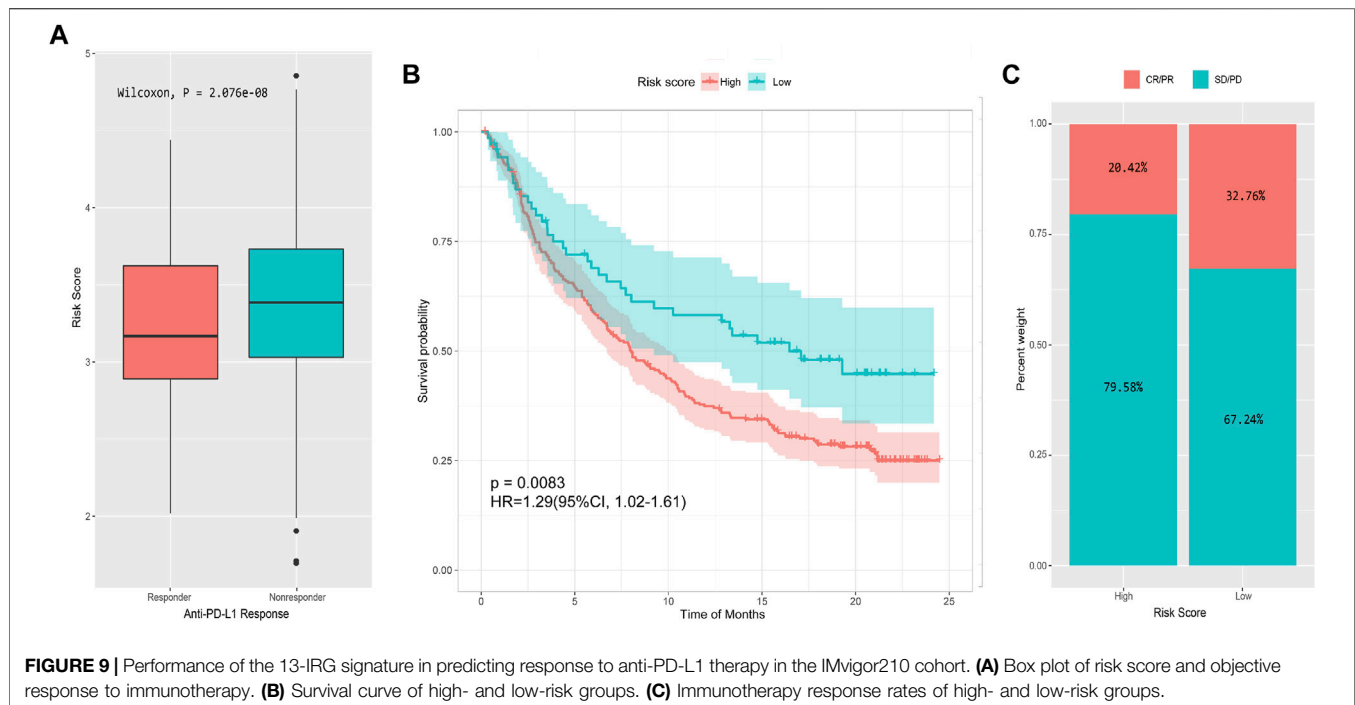 A
Wilcoxon, P = 2.076e-08
5
4
3
2
Risk Score
Responder
Nonresponder
Anti-PD-L1 Response
B
Risk score
High
Low
1.00
0.75
0.50
0.25
0.00
Survival probability
p = 0.0083
HR=1.29(95%CI, 1.02-1.61)
0
5
10
15
20
25
Time of Months
C
CR/PR
SD/PD
1.00
0.75
0.50
0.25
0.00
Percent weight
20.42%
32.76%
79.58%
67.24%
High
Low
Risk Score
FIGURE 9 | Performance of the 13-IRG signature in predicting response to anti-PD-L1 therapy in the IMvigor210 cohort. (A) Box plot of risk score and objective
response to immunotherapy. (B) Survival curve of high- and low-risk groups. (C) Immunotherapy response rates of high- and low-risk groups.